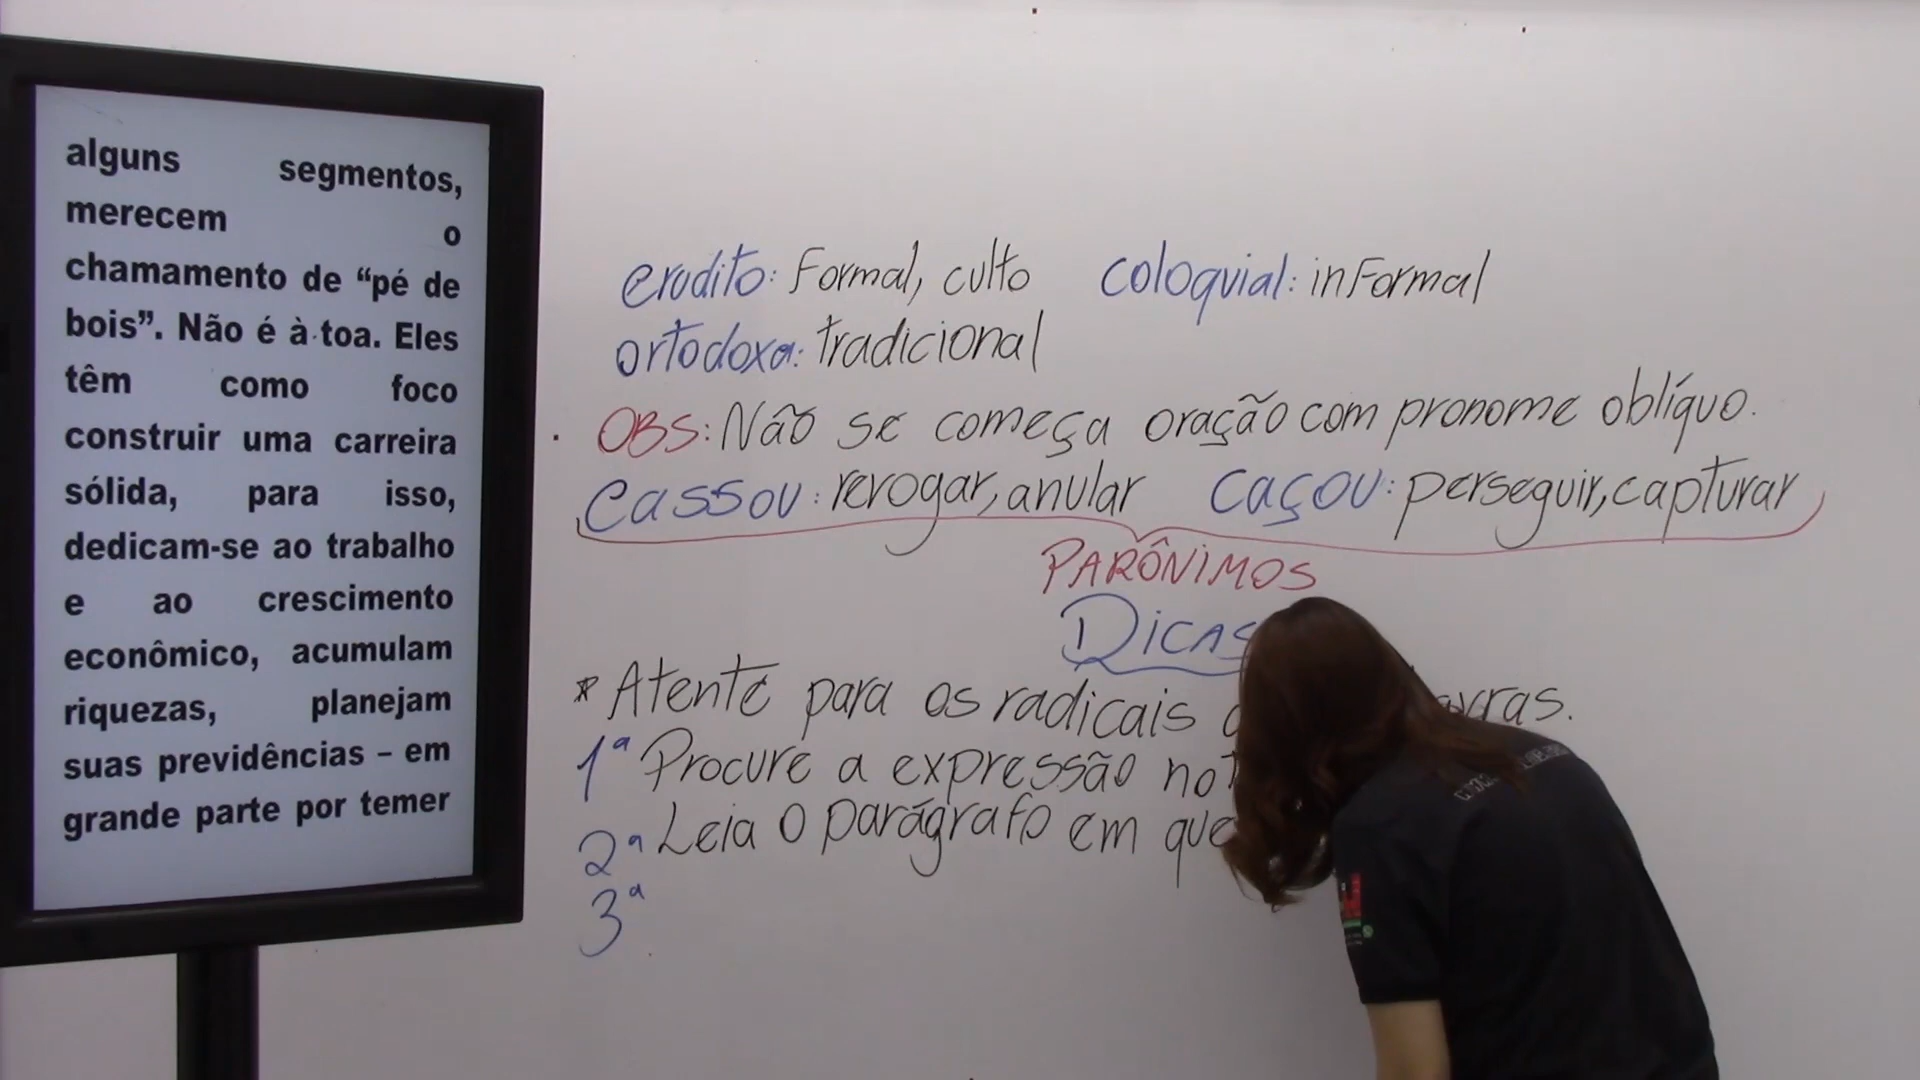 alguns segmentos,
merecem o
chamamento de “pé de
bois”. Não é à toa. Eles
têm como foco
construir uma carreira
sólida, para isso,
dedicam-se ao trabalho
e ao crescimento
econômico, acumulam
riquezas, planejam
suas previdências – em
grande parte por temer
erudito: Formal, culto coloquial: inFormal
ortodoxa: tradicional
OBS: Não se começa oração com pronome oblíquo.
Cassou: revogar, anular Caçou: perseguir, capturar
PARÔNIMOS
DICAS
* Atente para os radicais
1ª Procure a expressão no
2ª Leia o parágrafo em que
3ª